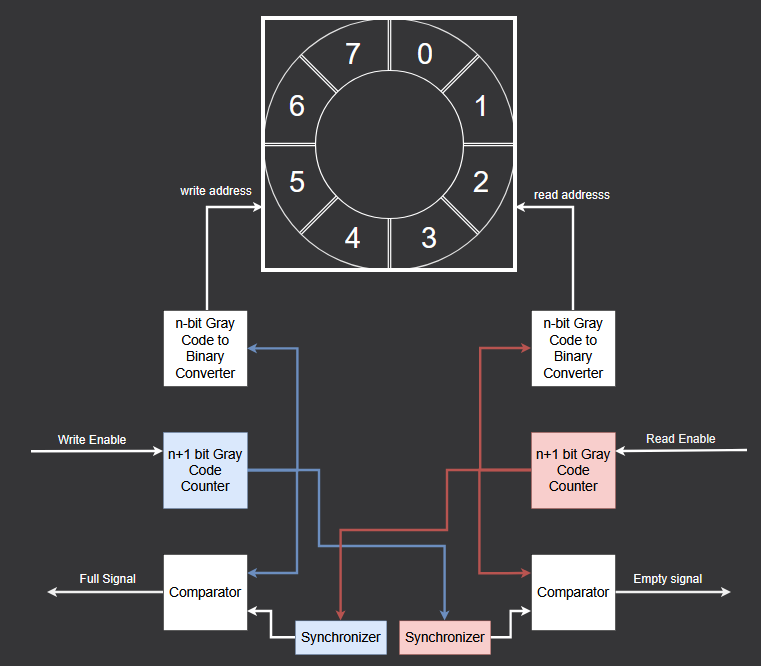 7
0
6
1
5
2
4
3
write address
read addresss
n-bit Gray
Code to
Binary
Converter
n-bit Gray
Code to
Binary
Converter
Write Enable
n+1 bit Gray
Code
Counter
n+1 bit Gray
Code
Counter
Read Enable
Full Signal
Comparator
Comparator
Empty signal
Synchronizer
Synchronizer